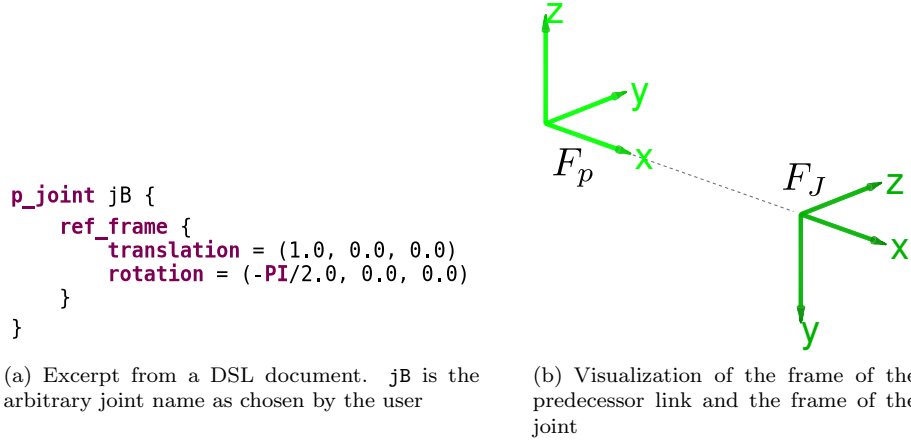 p_joint jB {
ref_frame {
translation = (1.0, 0.0, 0.0)
rotation = (-PI/2.0, 0.0, 0.0)
}
}
(a) Excerpt from a DSL document. jB is the
arbitrary joint name as chosen by the user
z
y
x
F_p
F_J
z
x
y
(b) Visualization of the frame of the
predecessor link and the frame of the
joint